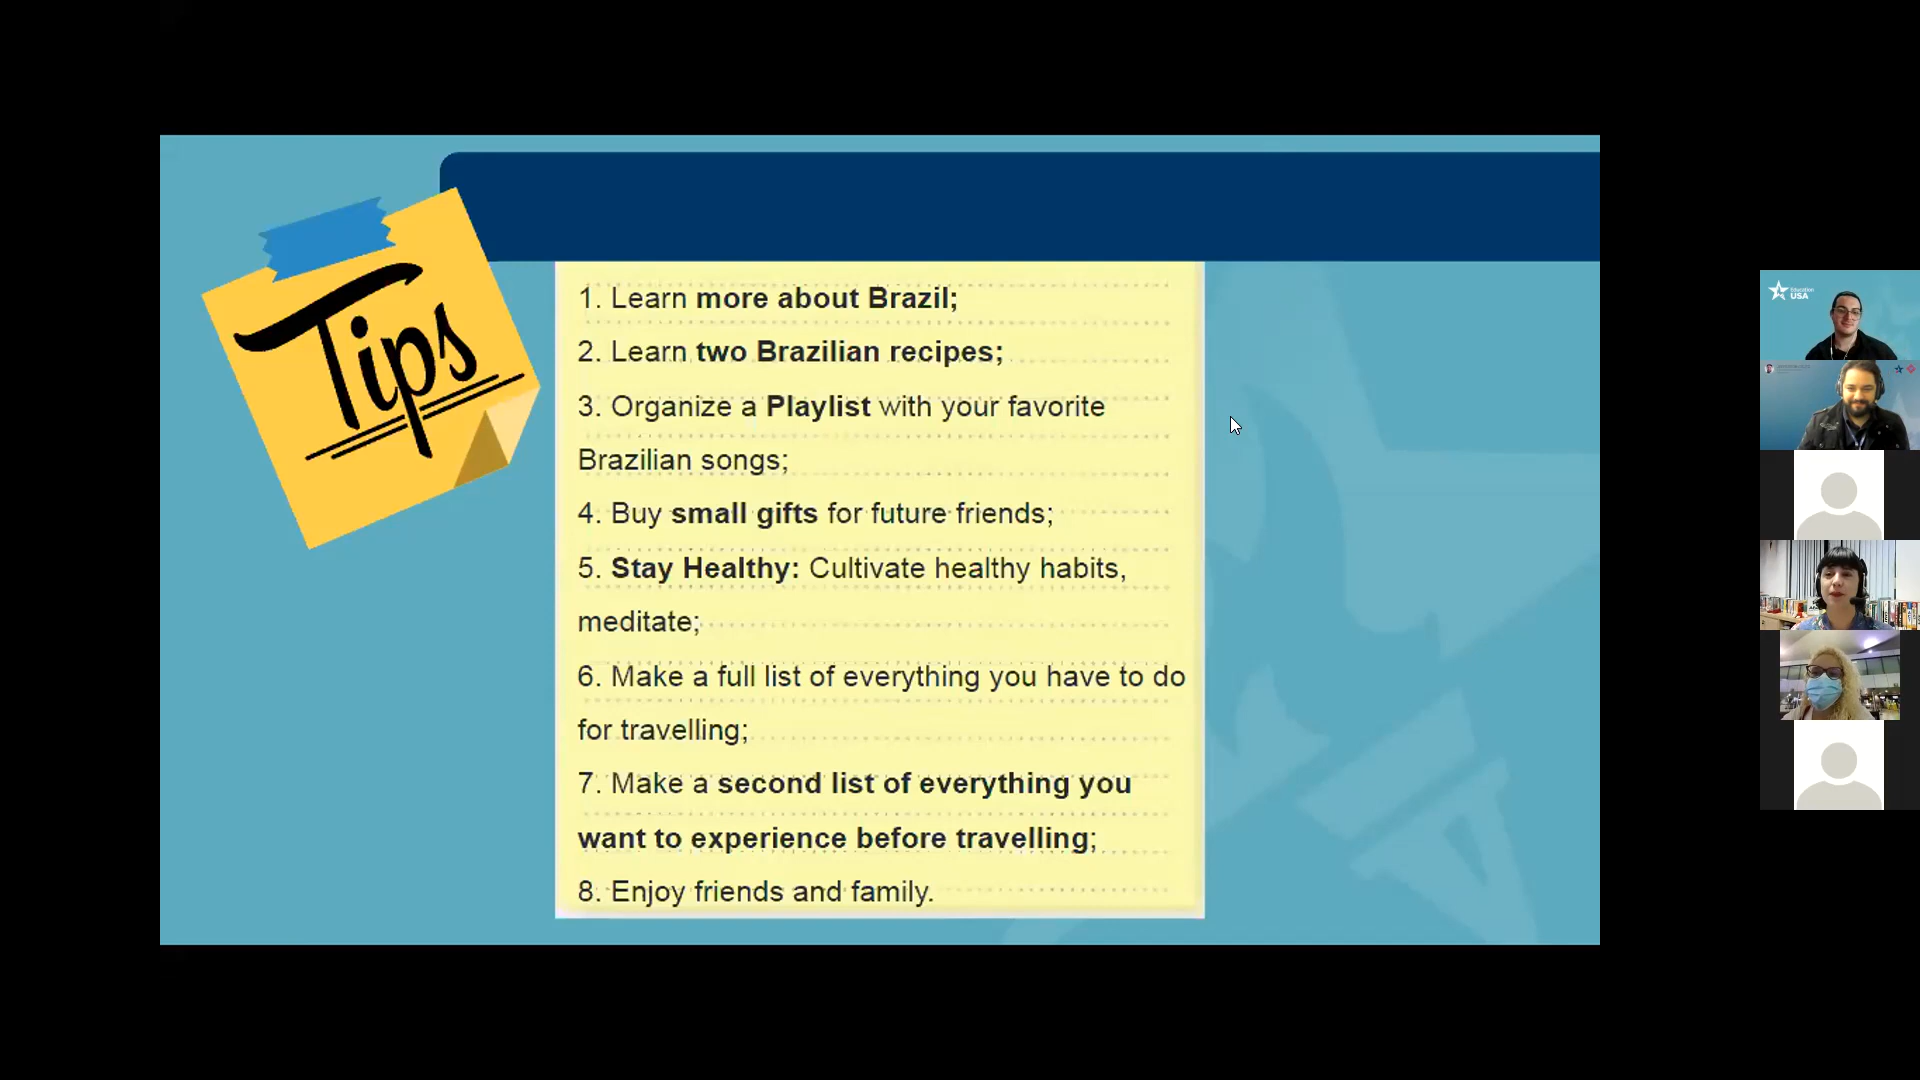 Tips
1. Learn more about Brazil;
2. Learn two Brazilian recipes;
3. Organize a Playlist with your favorite
Brazilian songs;
4. Buy small gifts for future friends;
5. Stay Healthy: Cultivate healthy habits,
meditate;
6. Make a full list of everything you have to do
for travelling;
7. Make a second list of everything you
want to experience before travelling;
8. Enjoy friends and family.
Education
USA